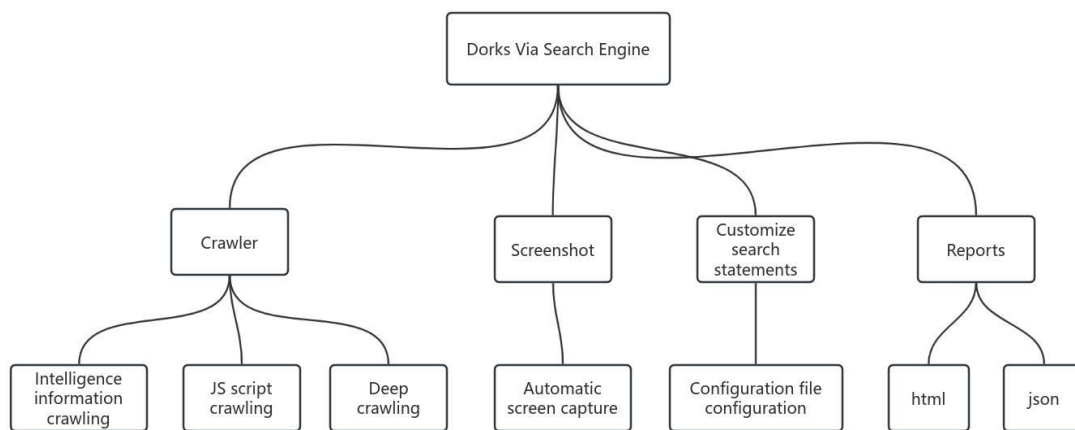 Dorks Via Search Engine
Crawler
Screenshot
Customize
search
statements
Reports
Intelligence
information
crawling
JS script
crawling
Deep
crawling
Automatic
screen capture
Configuration file
configuration
html
json